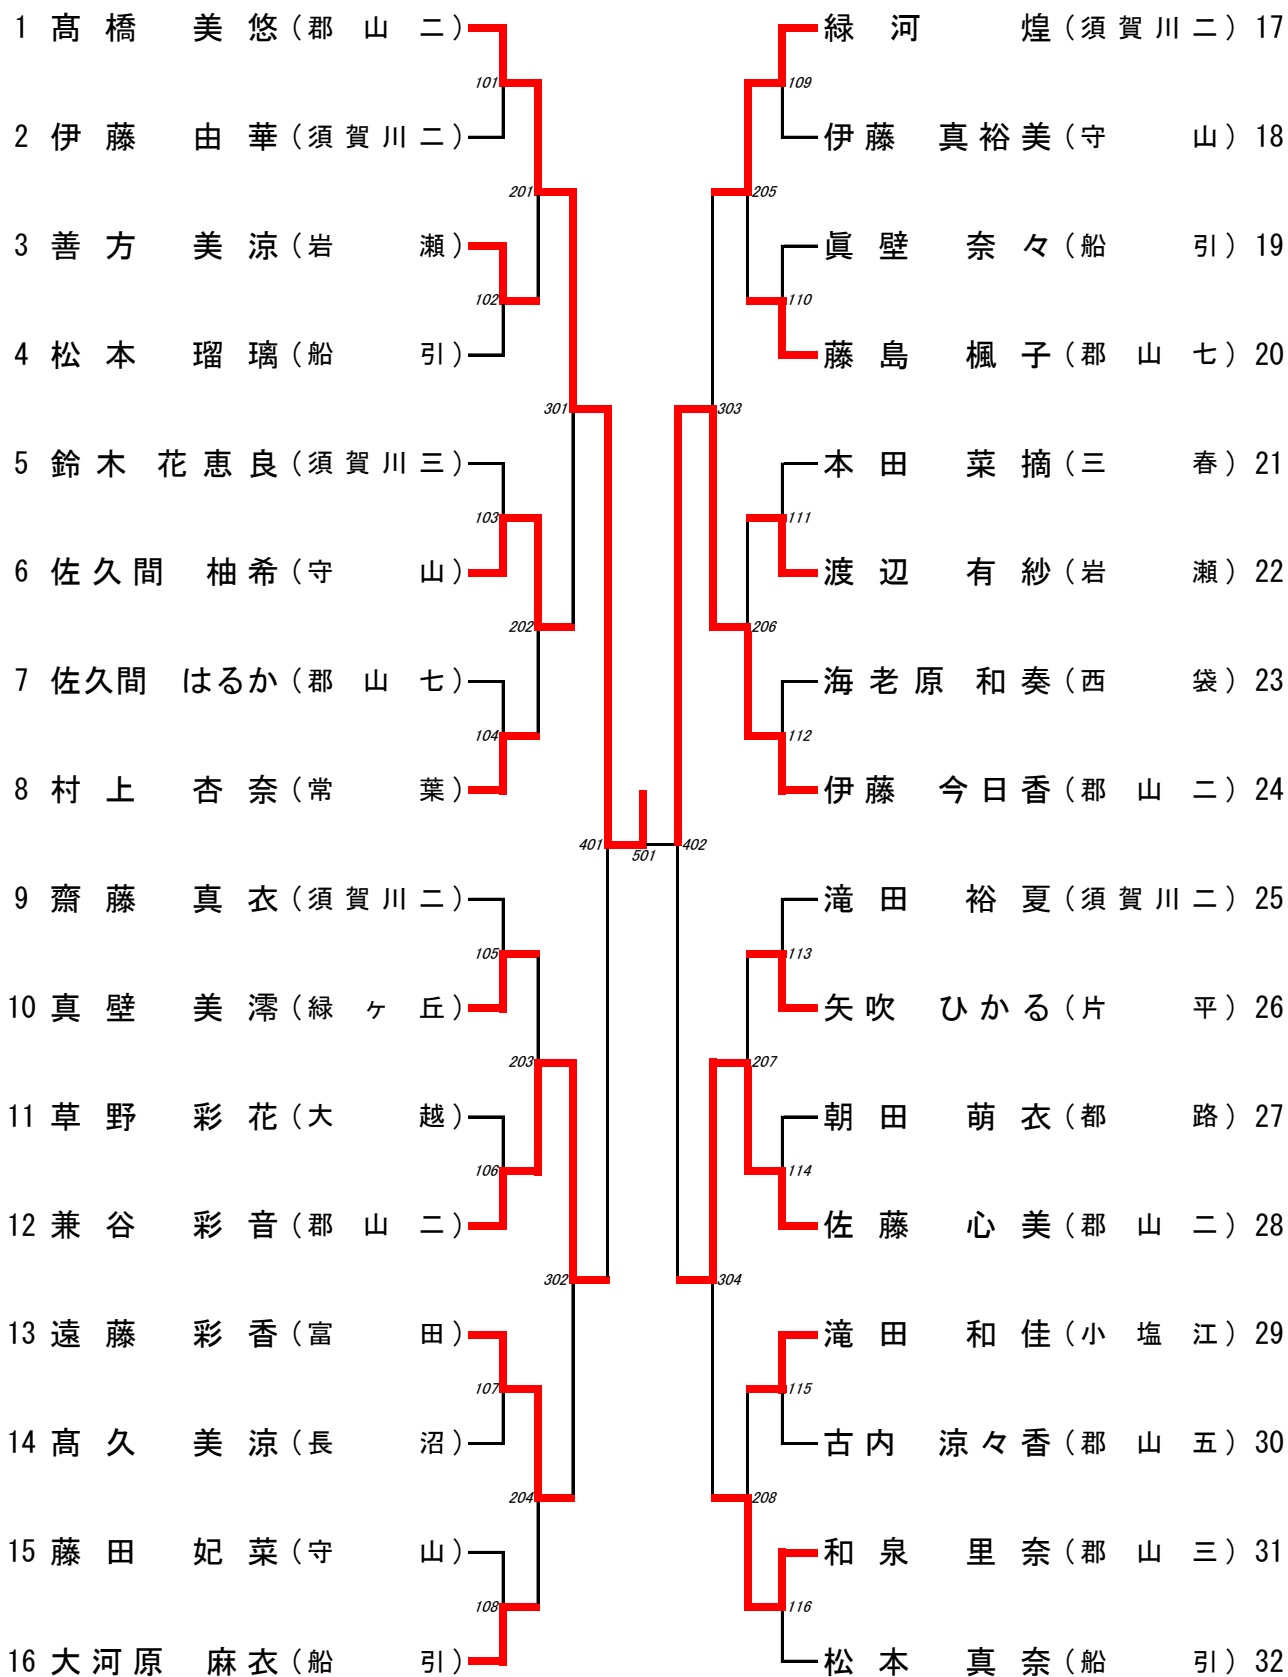 1 髙橋 美悠 (郡山二)
101
2 伊藤 由華 (須賀川二)
201
3 善方 美涼 (岩瀬)
102
4 松本 瑠璃 (船引)
301
5 鈴木 花恵良 (須賀川三)
103
6 佐久間 柚希 (守山)
202
7 佐久間 はるか (郡山七)
104
8 村上 杏奈 (常葉)
401
501
9 齋藤 真衣 (須賀川二)
105
10 真壁 美澪 (緑ヶ丘)
203
11 草野 彩花 (大越)
106
12 兼谷 彩音 (郡山二)
302
13 遠藤 彩香 (富田)
107
14 髙久 美涼 (長沼)
204
15 藤田 妃菜 (守山)
108
16 大河原 麻衣 (船引)
緑河 煌 (須賀川二) 17
109
伊藤 真裕美 (守山) 18
205
眞壁 奈々 (船引) 19
110
藤島 楓子 (郡山七) 20
303
本田 菜摘 (三春) 21
111
渡辺 有紗 (岩瀬) 22
206
海老原 和奏 (西袋) 23
112
伊藤 今日香 (郡山二) 24
402
滝田 裕夏 (須賀川二) 25
113
矢吹 ひかる (片平) 26
207
朝田 萌衣 (都路) 27
114
佐藤 心美 (郡山二) 28
304
滝田 和佳 (小塩江) 29
115
古内 涼々香 (郡山五) 30
208
和泉 里奈 (郡山三) 31
116
松本 真奈 (船引) 32